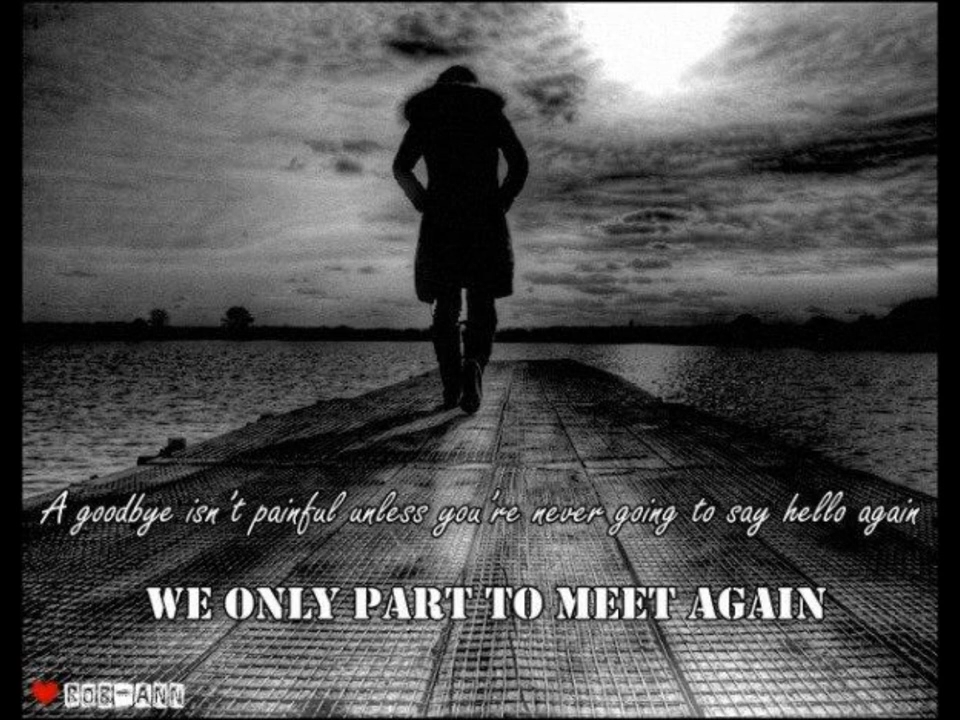 A goodbye isn't painful unless you're never going to say hello again
WE ONLY PART TO MEET AGAIN
ROB-ANN